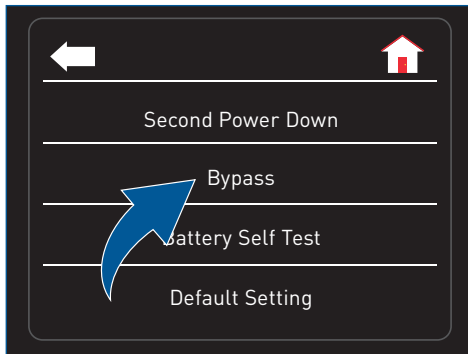 Second Power Down
Bypass
Battery Self Test
Default Setting